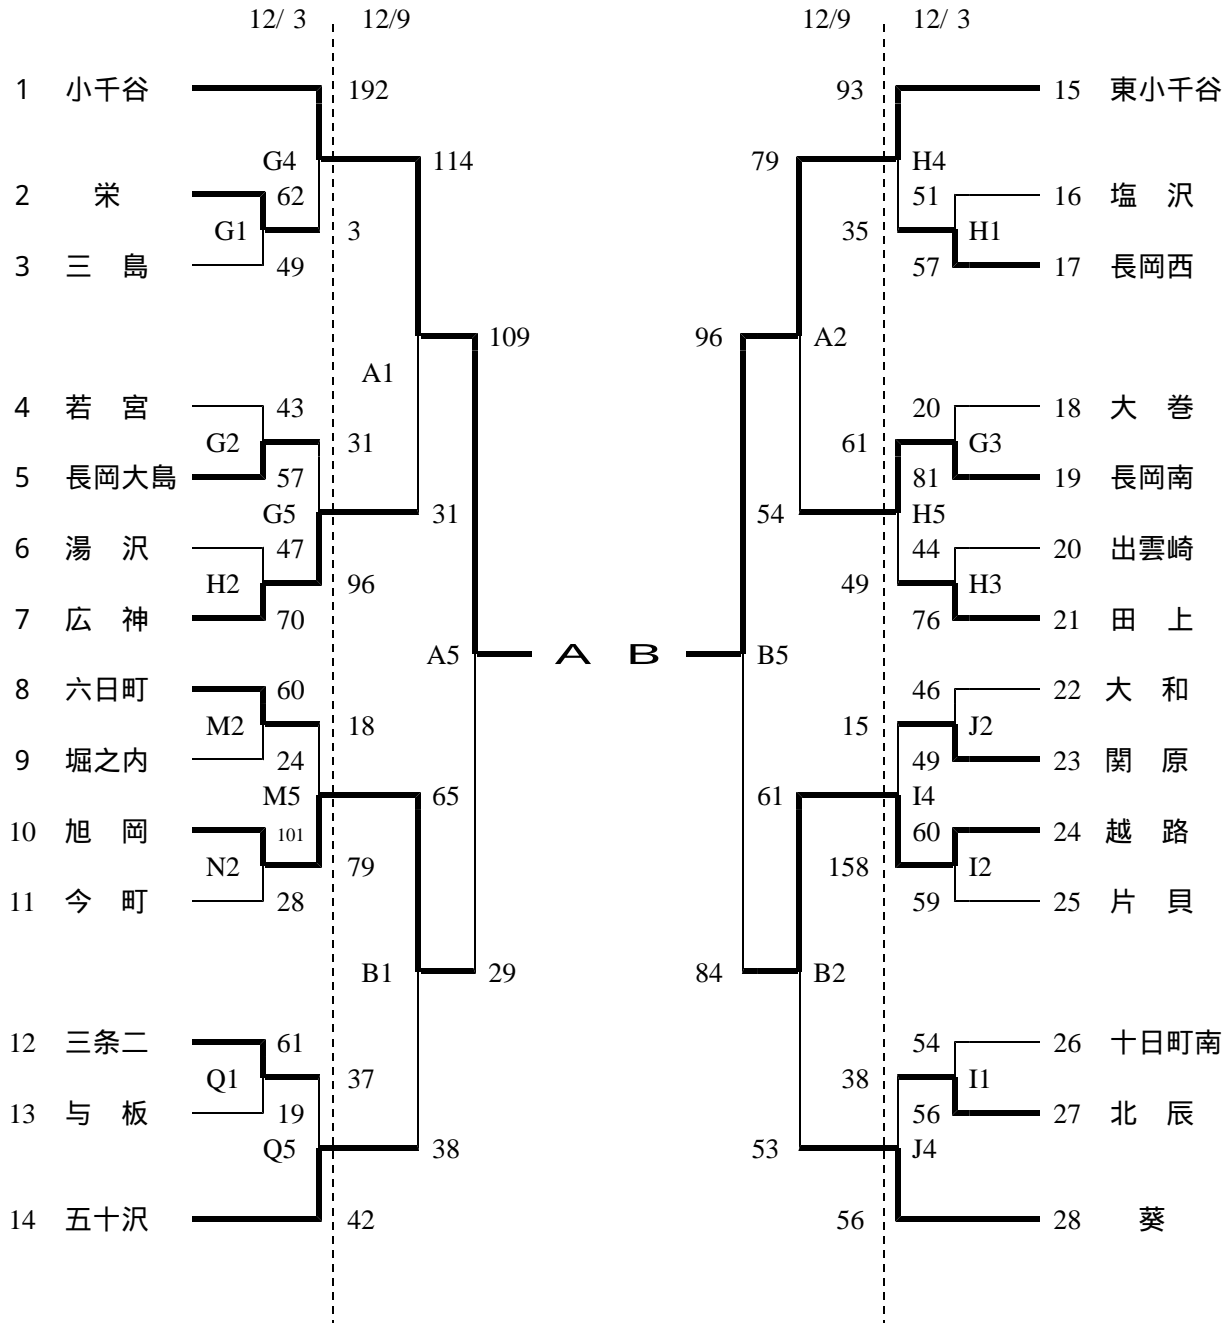 12/ 3 12/9 12/9 12/ 3
1 小千谷 192 93 15 東小千谷
G4 114 79 H4
2 栄 62 51 16 塩 沢
G1 3 35 H1
3 三 島 49 57 17 長岡西
109 96 A2
A1
4 若 宮 43 20 18 大 巻
G2 31 61 G3
5 長岡大島 57 81 19 長岡南
G5 31 54 H5
6 湯 沢 47 44 20 出雲崎
H2 96 49 H3
7 広 神 70 76 21 田 上
A5 A B B5
8 六日町 60 46 22 大 和
M2 18 15 J2
9 堀之内 24 49 23 関 原
M5 65 61 I4
10 旭 岡 101 60 24 越 路
N2 79 158 I2
11 今 町 28 59 25 片 貝
B1 29 84 B2
12 三条二 61 54 26 十日町南
Q1 37 38 I1
13 与 板 19 56 27 北 辰
Q5 38 53 J4
14 五十沢 42 56 28 葵